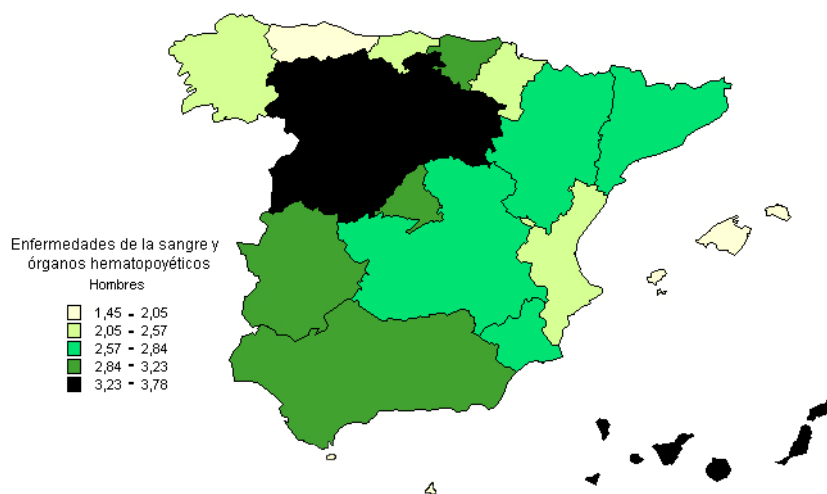 Enfermedades de la sangre y
órganos hematopoyéticos
Hombres
1,45 - 2,05
2,05 - 2,57
2,57 - 2,84
2,84 - 3,23
3,23 - 3,78